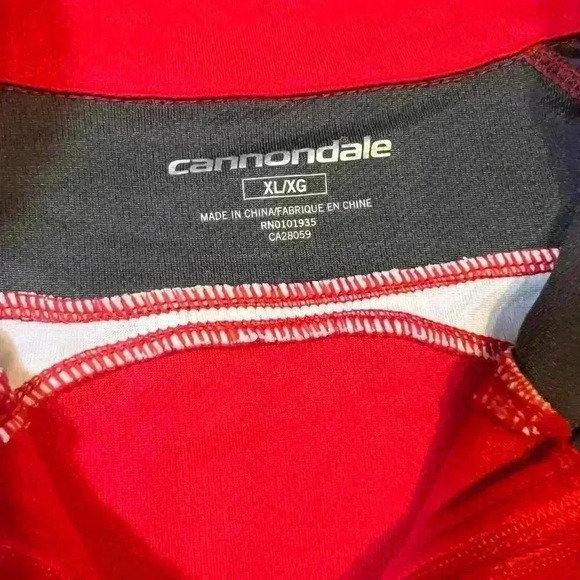 cannondale
XL/XG
MADE IN CHINA/FABRIQUE EN CHINE
RN0101935
CA28059